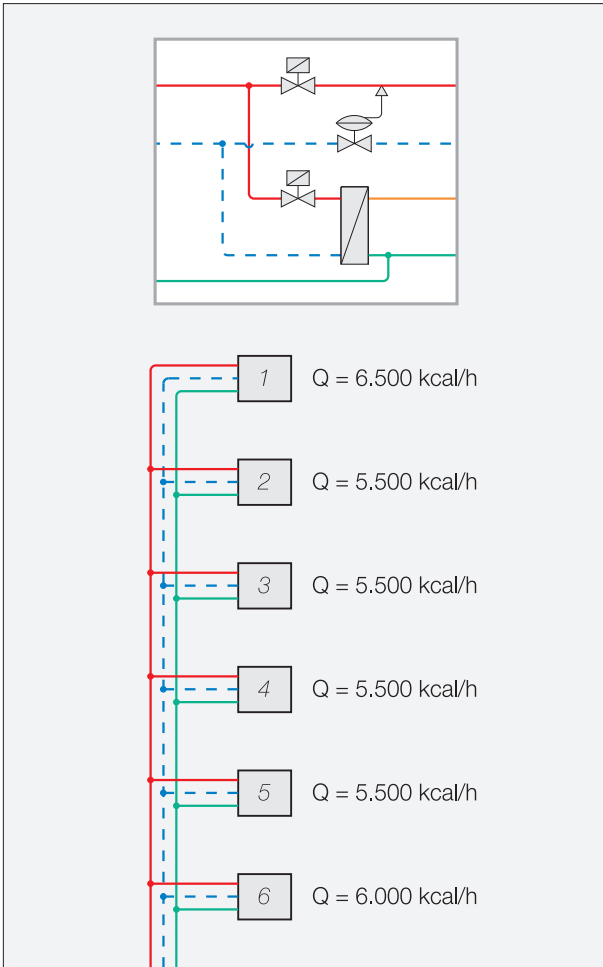 1 Q = 6.500 kcal/h
2 Q = 5.500 kcal/h
3 Q = 5.500 kcal/h
4 Q = 5.500 kcal/h
5 Q = 5.500 kcal/h
6 Q = 6.000 kcal/h